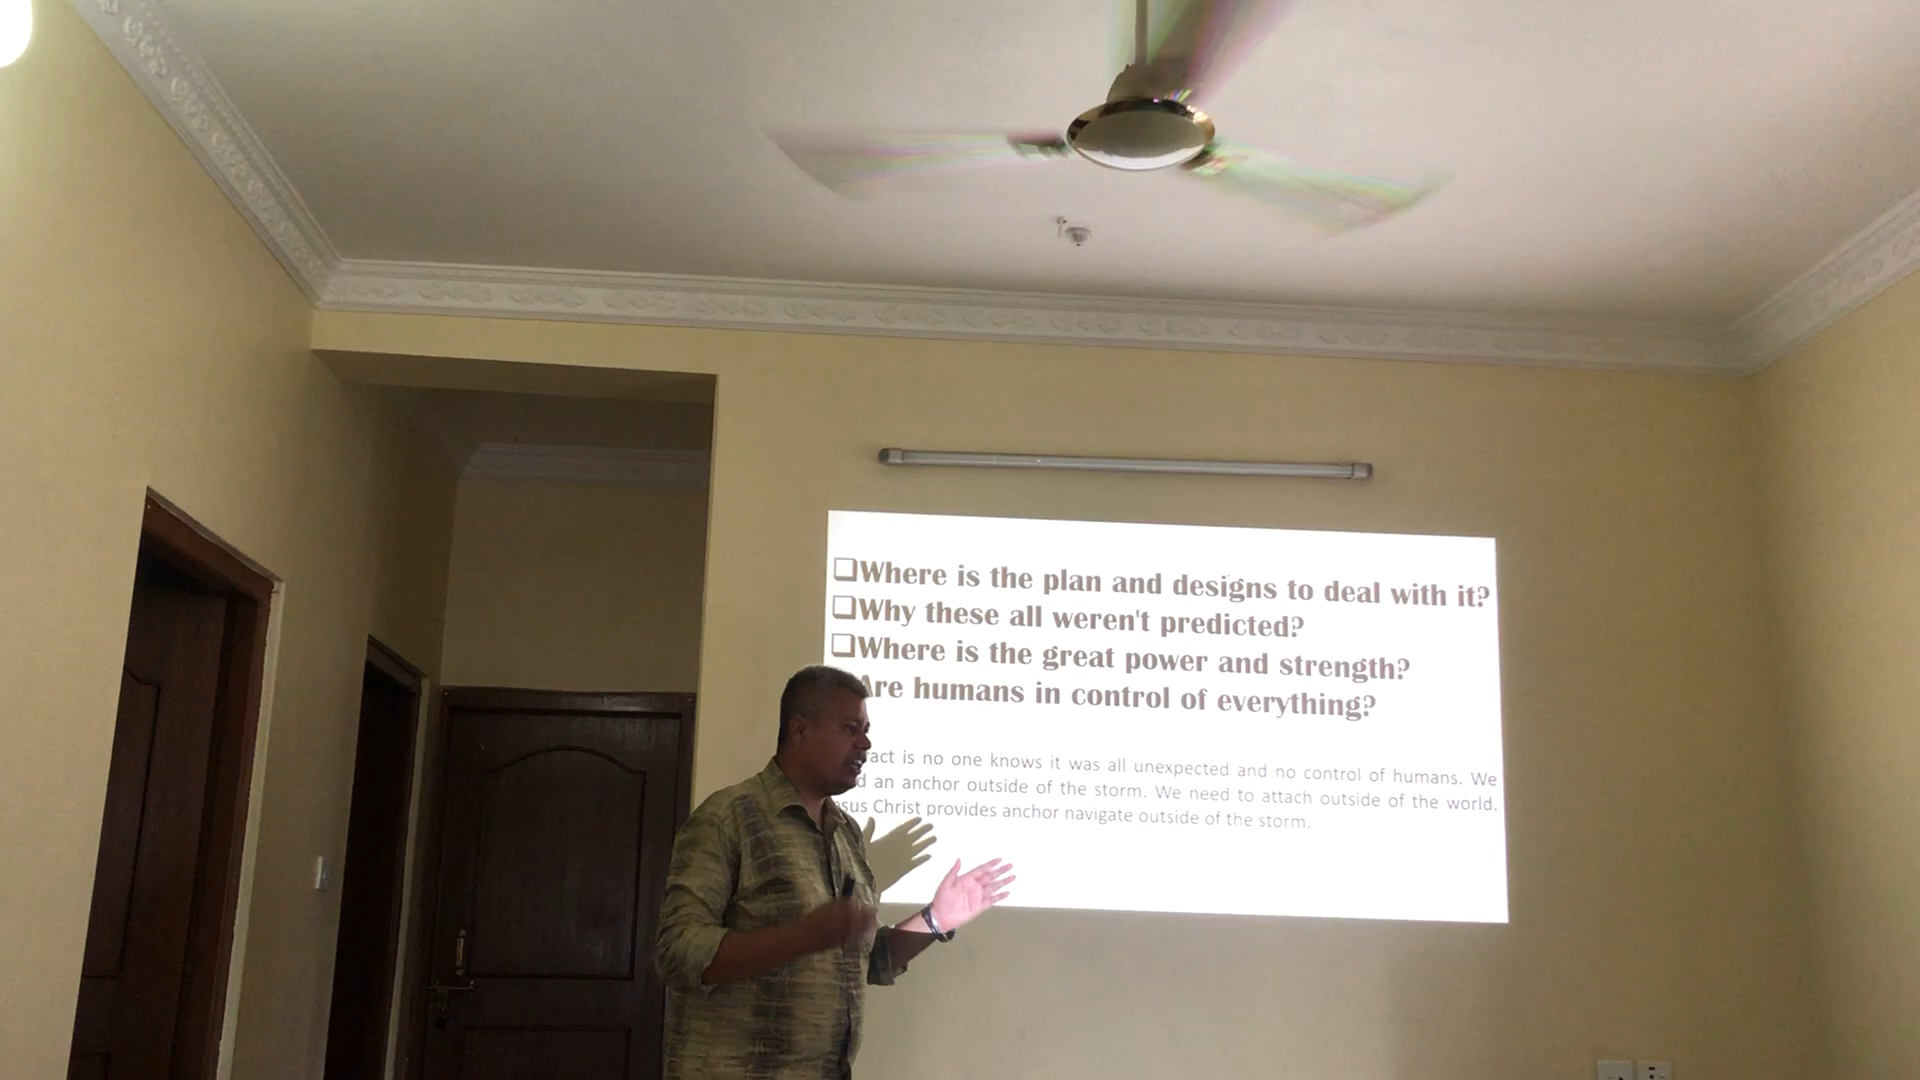 ❑Where is the plan and designs to deal with it?
❑Why these all weren't predicted?
❑Where is the great power and strength?
Are humans in control of everything?
is no one knows it was all unexpected and no control of humans. We
an anchor outside of the storm. We need to attach outside of the world.
Christ provides anchor navigate outside of the storm.